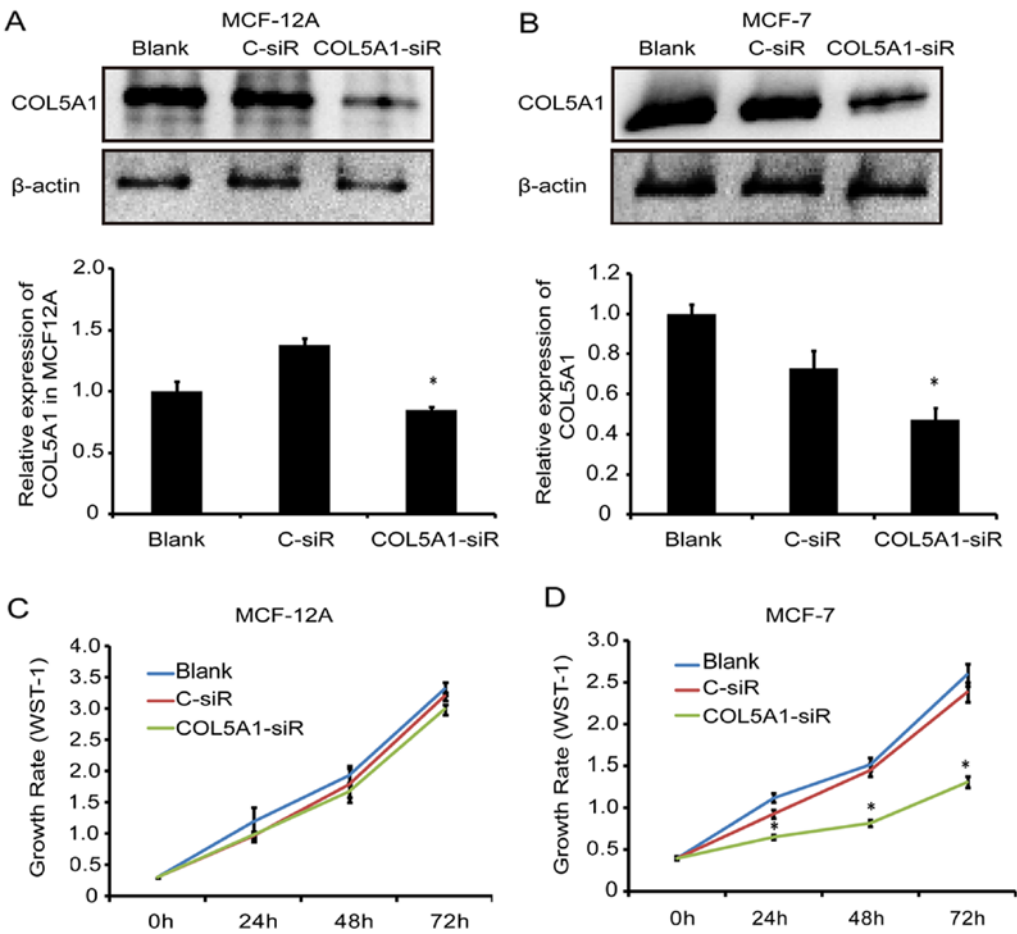 A
MCF-12A
Blank C-siR COL5A1-siR
COL5A1
β-actin
Relative expression of
COL5A1 in MCF12A
2.0
1.5
1.0
0.5
0
*
Blank C-siR COL5A1-siR
B
MCF-7
Blank C-siR COL5A1-siR
COL5A1
β-actin
Relative expression of
COL5A1
1.2
1.0
0.8
0.6
0.4
0.2
0
*
Blank C-siR COL5A1-siR
C
MCF-12A
Growth Rate (WST-1)
4.0
3.5
3.0
2.5
2.0
1.5
1.0
0.5
0
Blank
C-siR
COL5A1-siR
0h 24h 48h 72h
D
MCF-7
Growth Rate (WST-1)
3.0
2.5
2.0
1.5
1.0
0.5
0
Blank
C-siR
COL5A1-siR
* * *
0h 24h 48h 72h